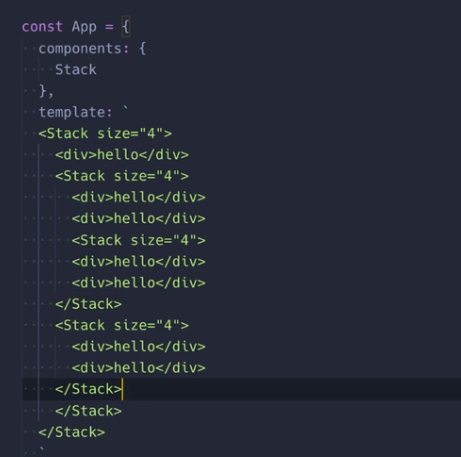 const App = {
components: {
Stack
},
template: `
<Stack size="4">
<div>hello</div>
<Stack size="4">
<div>hello</div>
<div>hello</div>
<Stack size="4">
<div>hello</div>
<div>hello</div>
</Stack>
<Stack size="4">
<div>hello</div>
<div>hello</div>
</Stack>
</Stack>
</Stack>
`